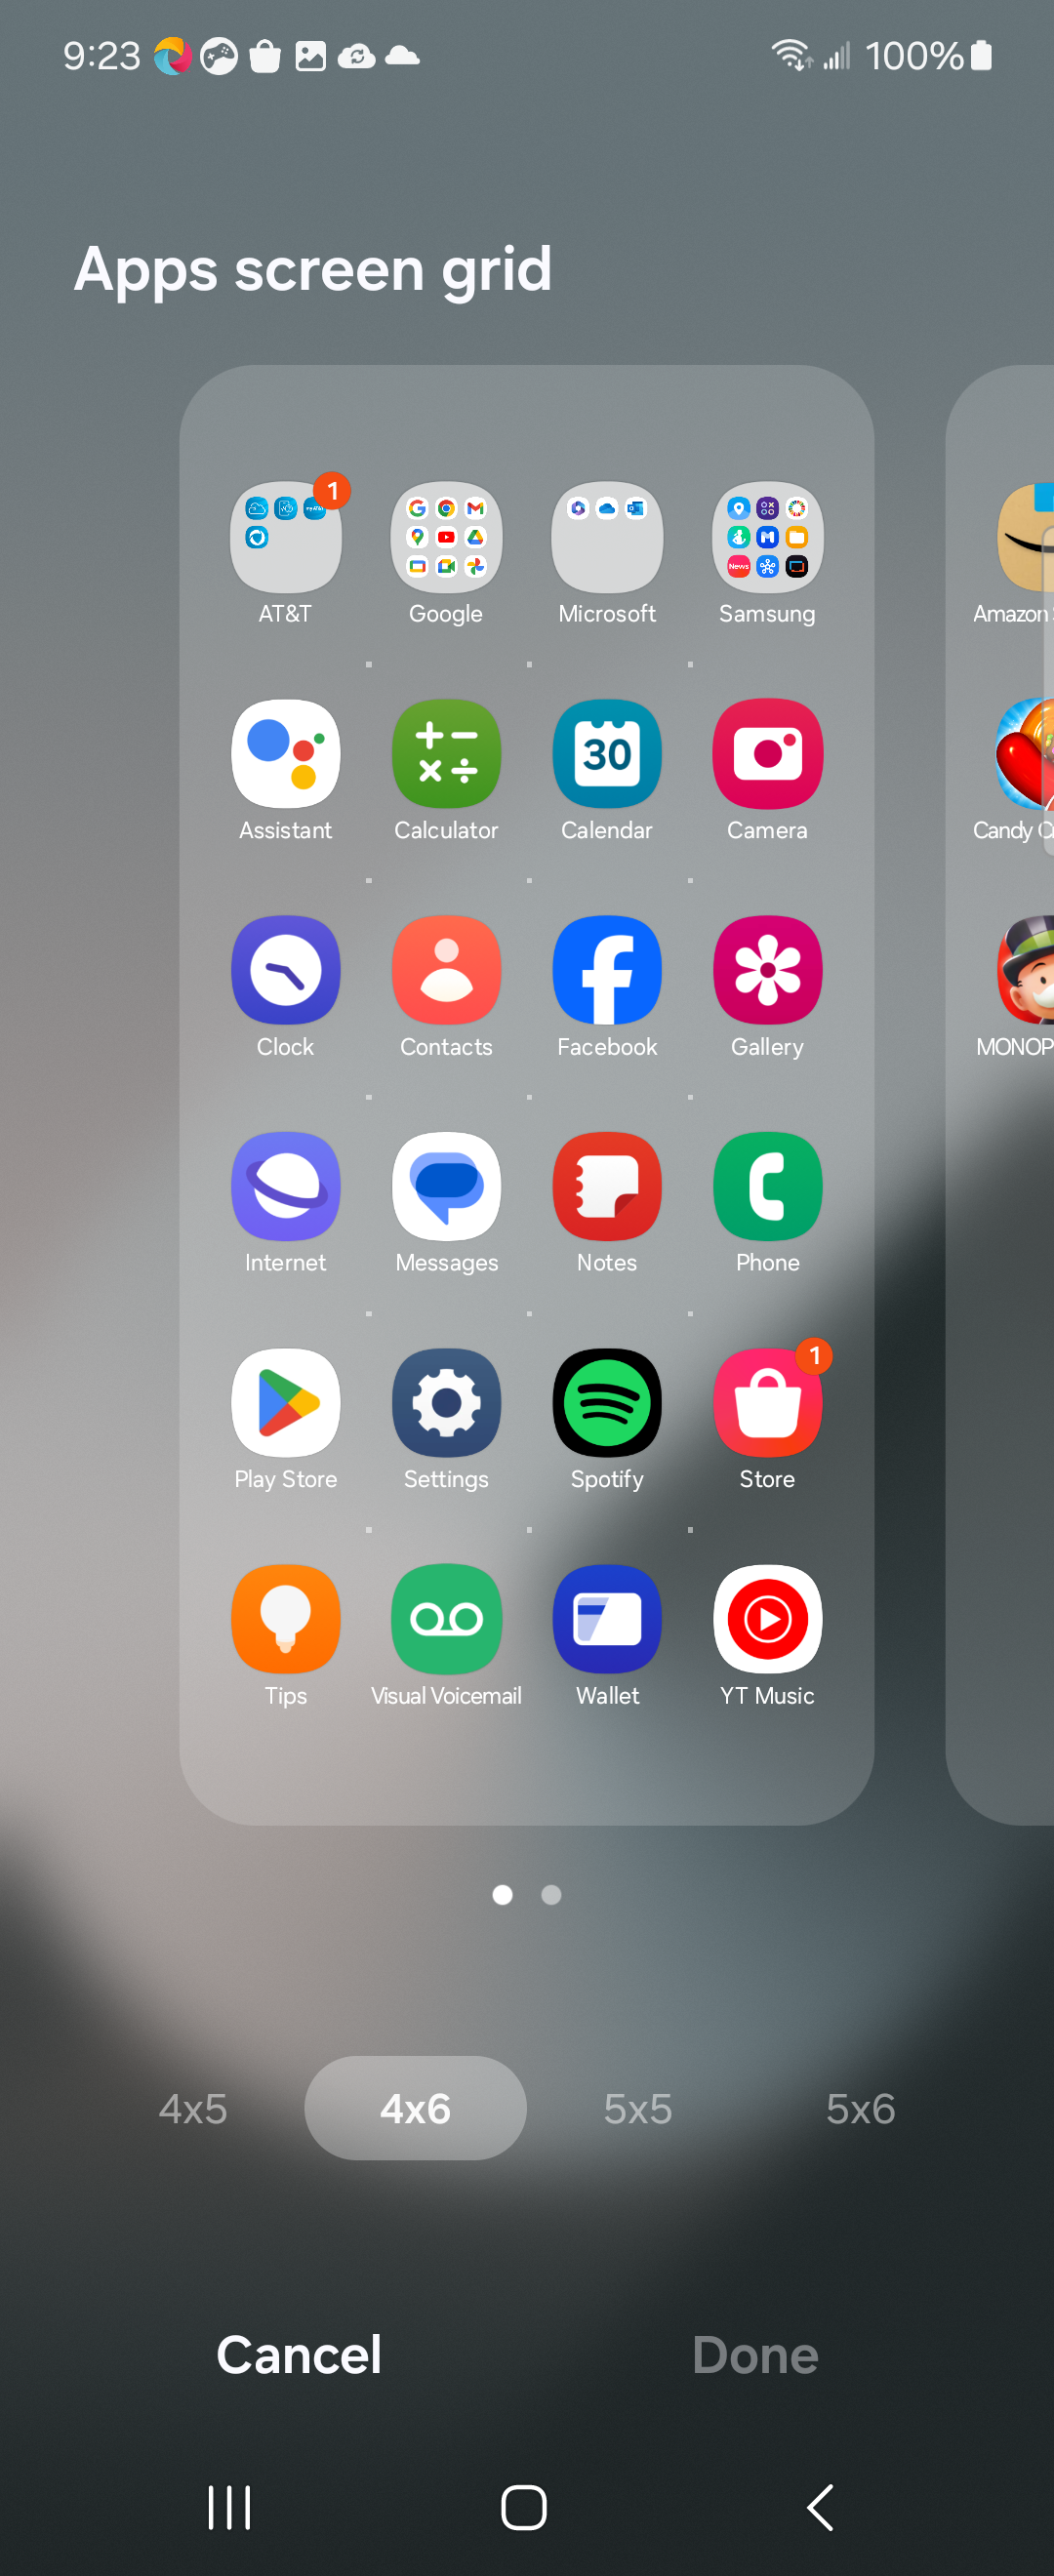 9:23 100%
Apps screen grid
1
AT&T Google Microsoft Samsung
30
Assistant Calculator Calendar Camera
Clock Contacts Facebook Gallery
Internet Messages Notes Phone
1
Play Store Settings Spotify Store
Tips Visual Voicemail Wallet YT Music
Amazon
Candy
4x5 4x6 5x5 5x6
Cancel Done